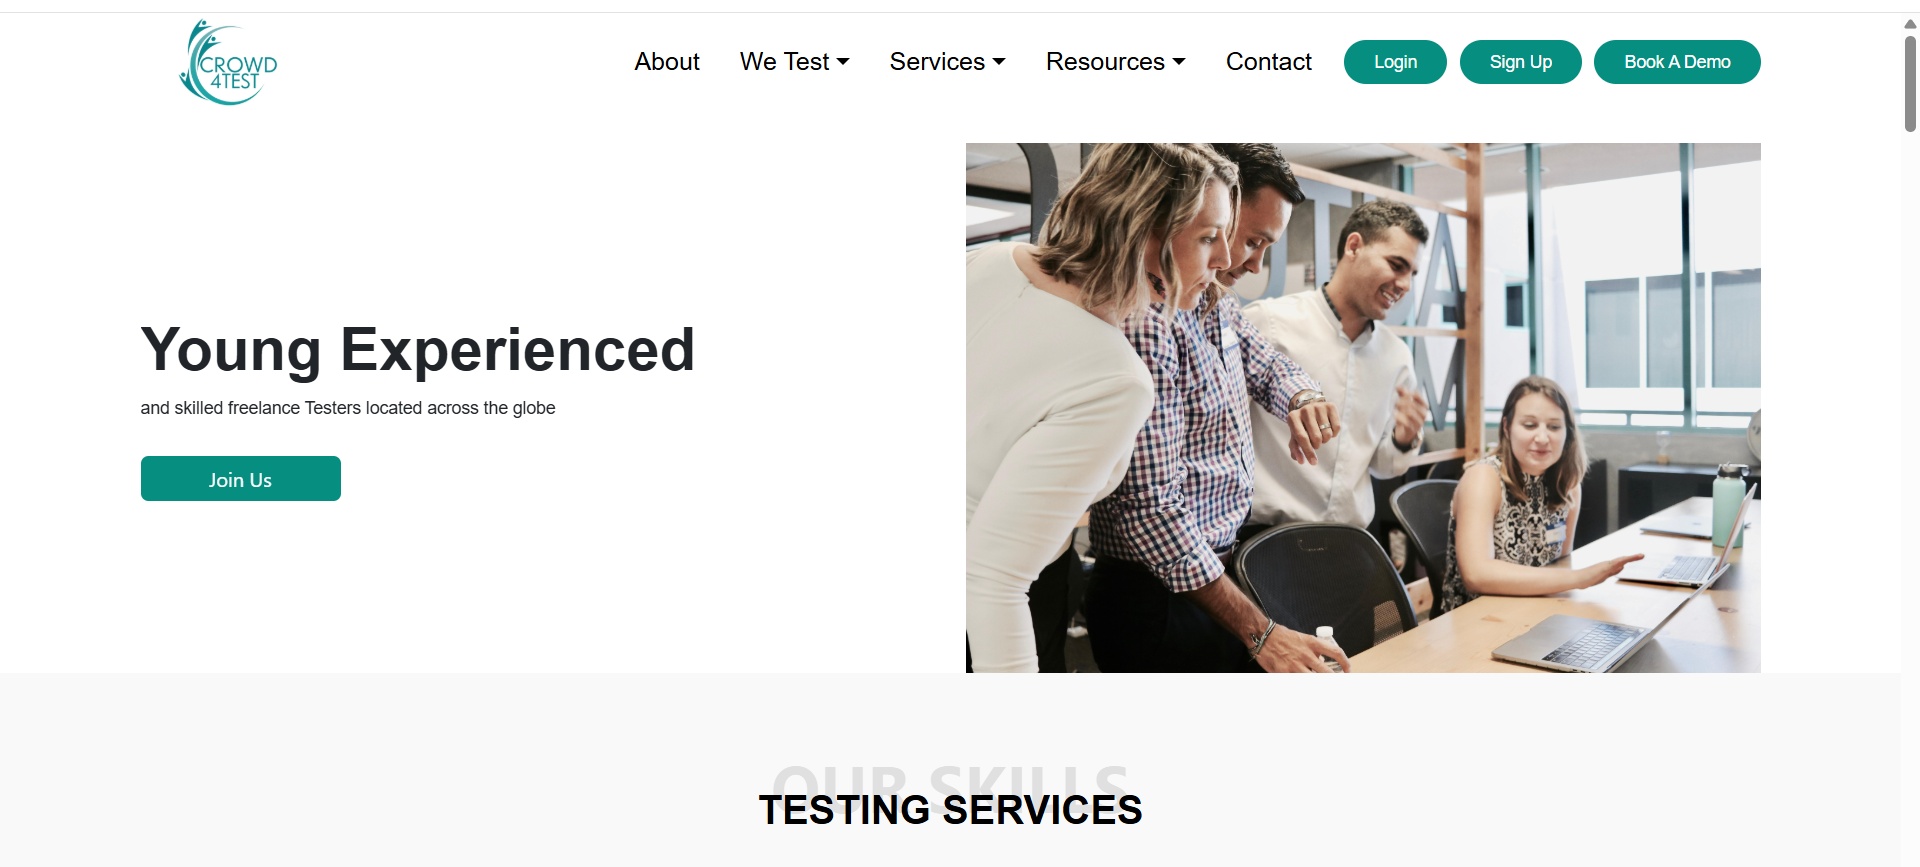 CROWD
4TEST
About
We Test
Services
Resources
Contact
Login
Sign Up
Book A Demo
Young Experienced
and skilled freelance Testers located across the globe
Join Us
OUR SKILLS
TESTING SERVICES